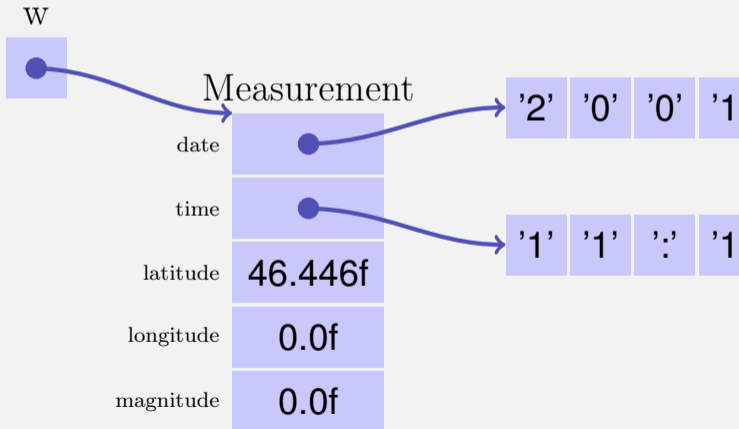 w
Measurement
date '2' '0' '0' '1
time '1' '1' ':' '1
latitude 46.446f
longitude 0.0f
magnitude 0.0f